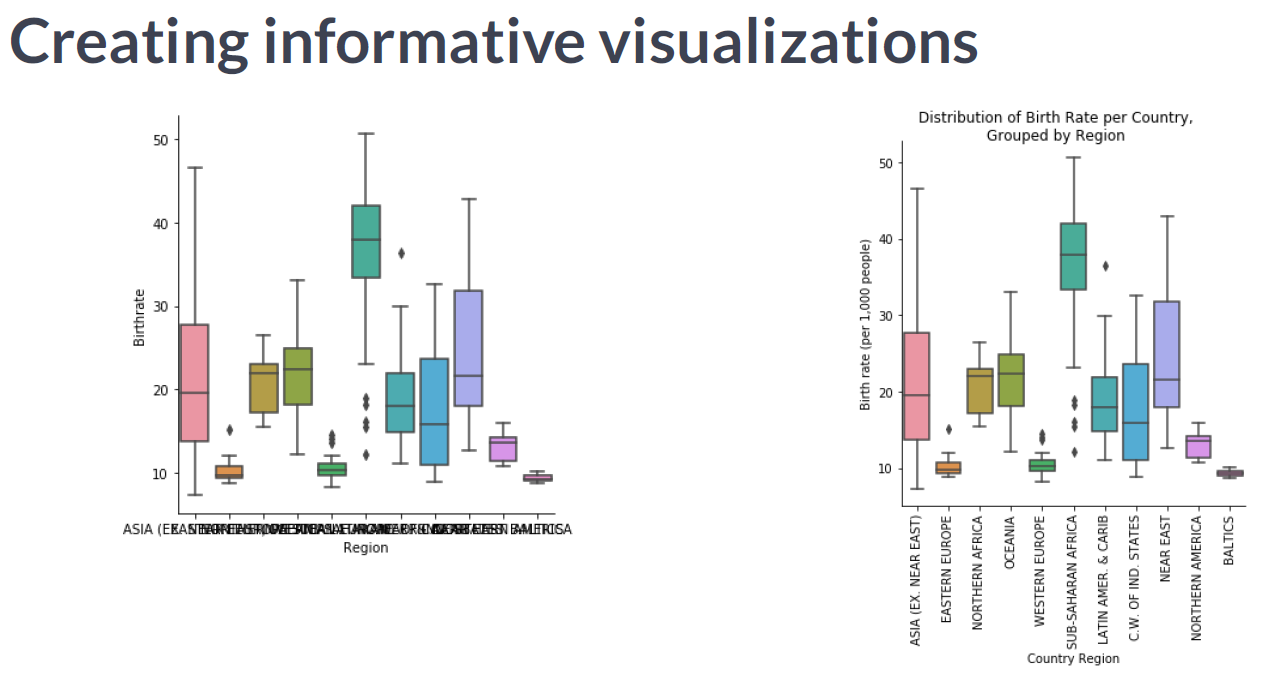 Creating informative visualizations
50
40
30
20
10
Birthrate
ASIA (EX.
Region
Distribution of Birth Rate per Country,
Grouped by Region
50
40
30
20
10
Birth rate (per 1,000 people)
ASIA (EX. NEAR EAST)
EASTERN EUROPE
NORTHERN AFRICA
OCEANIA
WESTERN EUROPE
SUB-SAHARAN AFRICA
LATIN AMER. & CARIB
C.W. OF IND. STATES
NEAR EAST
NORTHERN AMERICA
BALTICS
Country Region